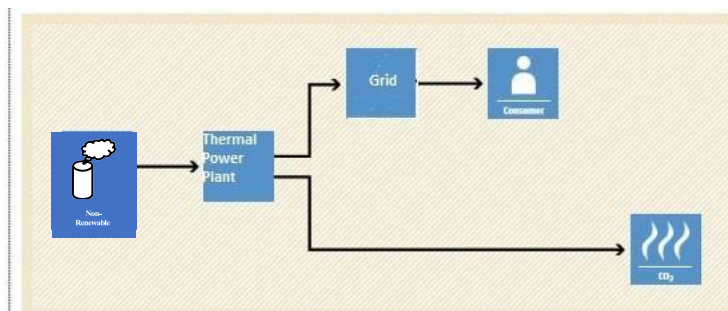 Grid
Consumer
Thermal
Power
Plant
Non-
Renewable
CO₂